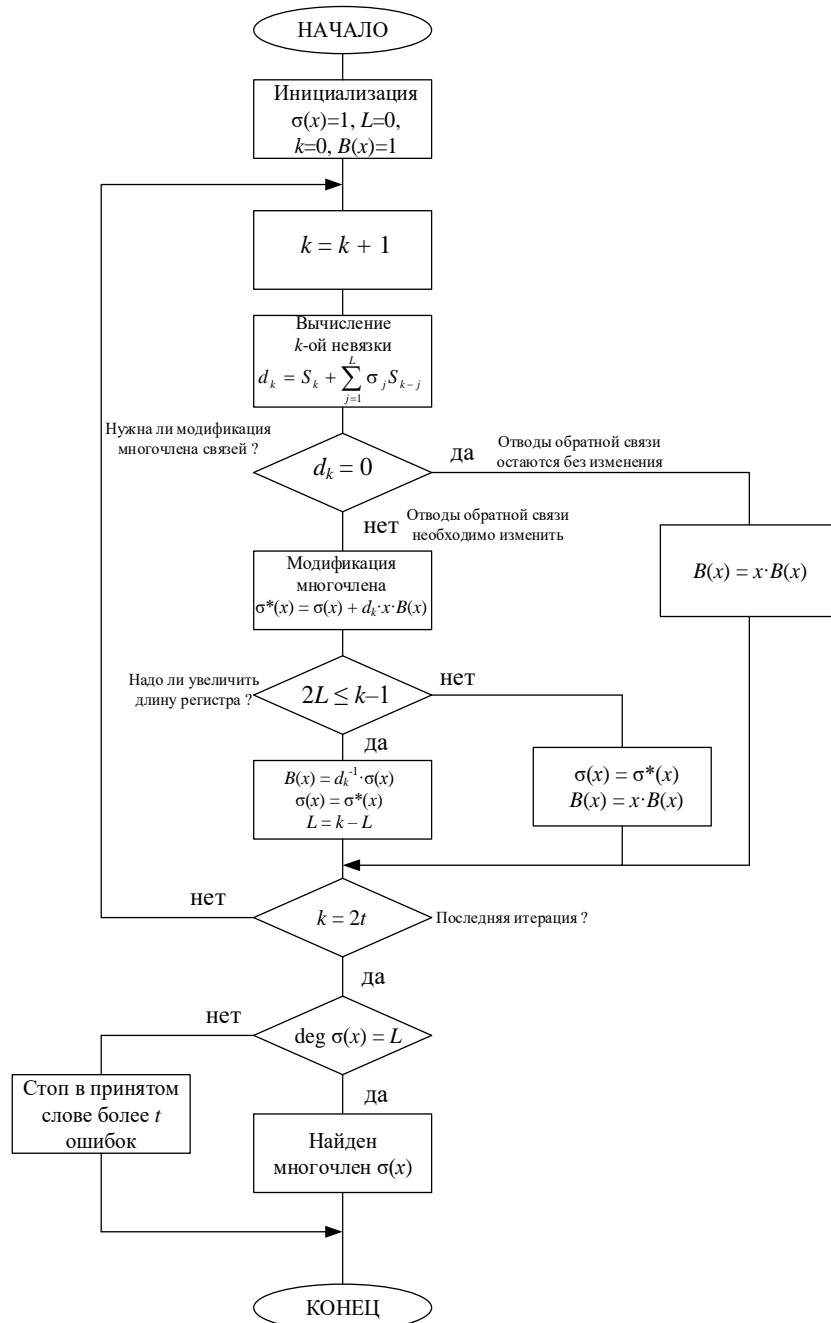 НАЧАЛО
Инициализация
σ(x)=1, L=0,
k=0, B(x)=1
k = k + 1
Вычисление
k-ой невязки
d_k = S_k + \sum_{j=1}^{L} σ_j S_{k-j}
Нужна ли модификация
многочлена связей ?
d_k = 0
да
Отводы обратной связи
остаются без изменения
нет
Отводы обратной связи
необходимо изменить
B(x) = x·B(x)
Модификация
многочлена
σ*(x) = σ(x) + d_k·x·B(x)
Надо ли увеличить
длину регистра ?
2L ≤ k–1
нет
да
B(x) = d_k^{-1}·σ(x)
σ(x) = σ*(x)
L = k – L
σ(x) = σ*(x)
B(x) = x·B(x)
нет
k = 2t
Последняя итерация ?
да
нет
deg σ(x) = L
да
Стоп в принятом
слове более t
ошибок
Найден
многочлен σ(x)
КОНЕЦ